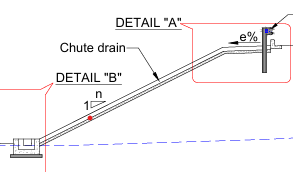 DETAIL "A"
e%
Chute drain
DETAIL "B"
n
1